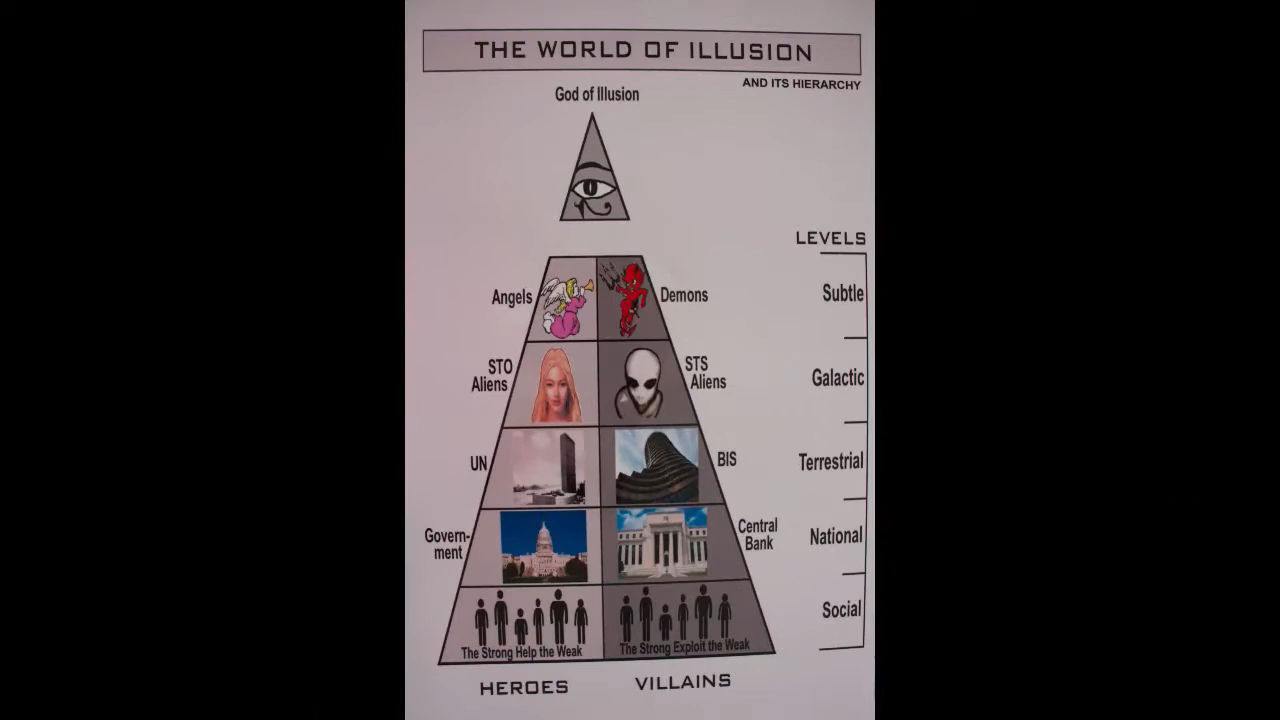 THE WORLD OF ILLUSION
AND ITS HIERARCHY
God of Illusion
LEVELS
Angels
Demons
Subtle
STO
Aliens
STS
Aliens
Galactic
UN
BIS
Terrestrial
Govern-
ment
Central
Bank
National
Social
The Strong Help the Weak
The Strong Exploit the Weak
HEROES
VILLAINS